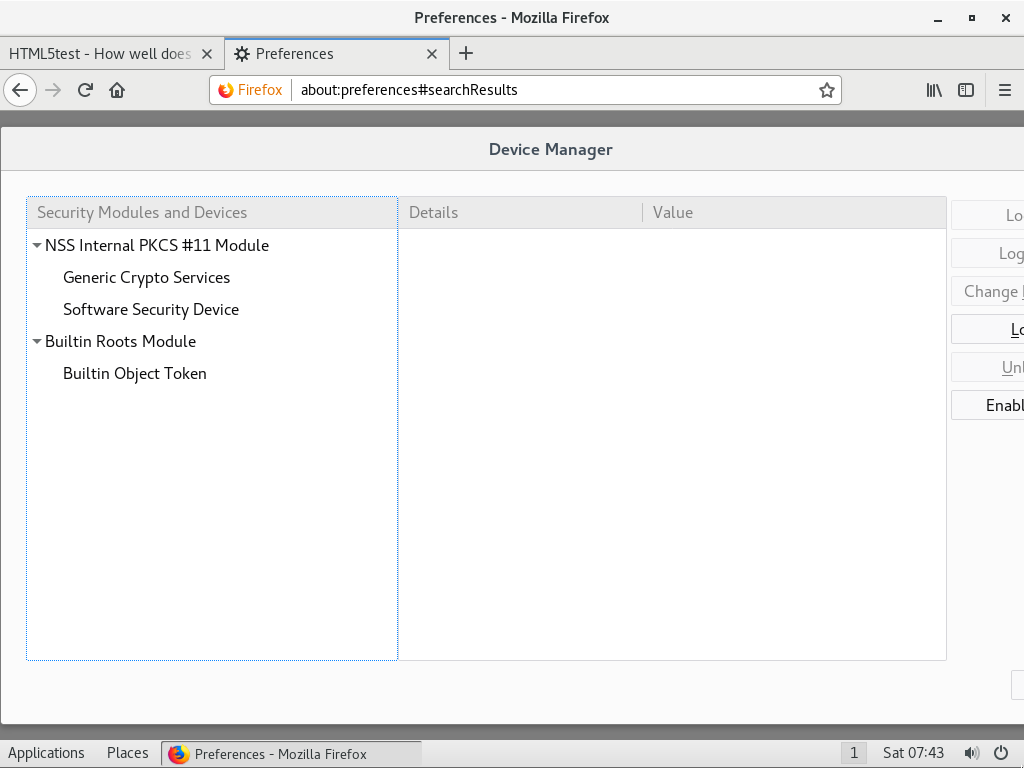 Preferences - Mozilla Firefox
HTML5test - How well does
Preferences
Firefox
about:preferences#searchResults
Device Manager
Security Modules and Devices
Details
Value
NSS Internal PKCS #11 Module
Generic Crypto Services
Software Security Device
Builtin Roots Module
Builtin Object Token
Lo
Log
Change
Lo
Unl
Enabl
Applications
Places
Preferences - Mozilla Firefox
1
Sat 07:43